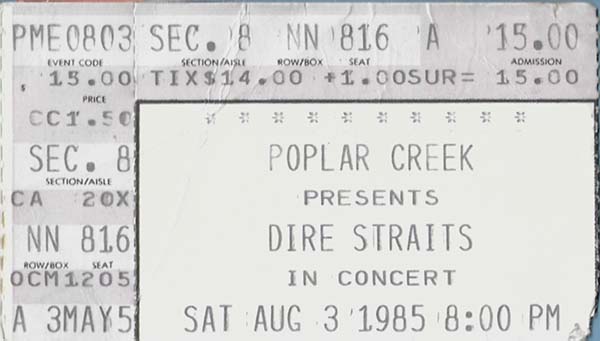 PME0803 SEC. 8 NN 816 A 15.00
EVENT CODE SECTION/AISLE ROW/BOX SEAT ADMISSION
$ 15.00 TIX$14.00 +1.00SUR= 15.00
PRICE
CC1.50 * * * * * * * * * *
SEC. 8 POPLAR CREEK
SECTION/AISLE
CA 20X PRESENTS
NN 816 DIRE STRAITS
ROW/BOX SEAT
OCM1205 IN CONCERT
A 3MAY5 SAT AUG 3 1985 8:00 PM